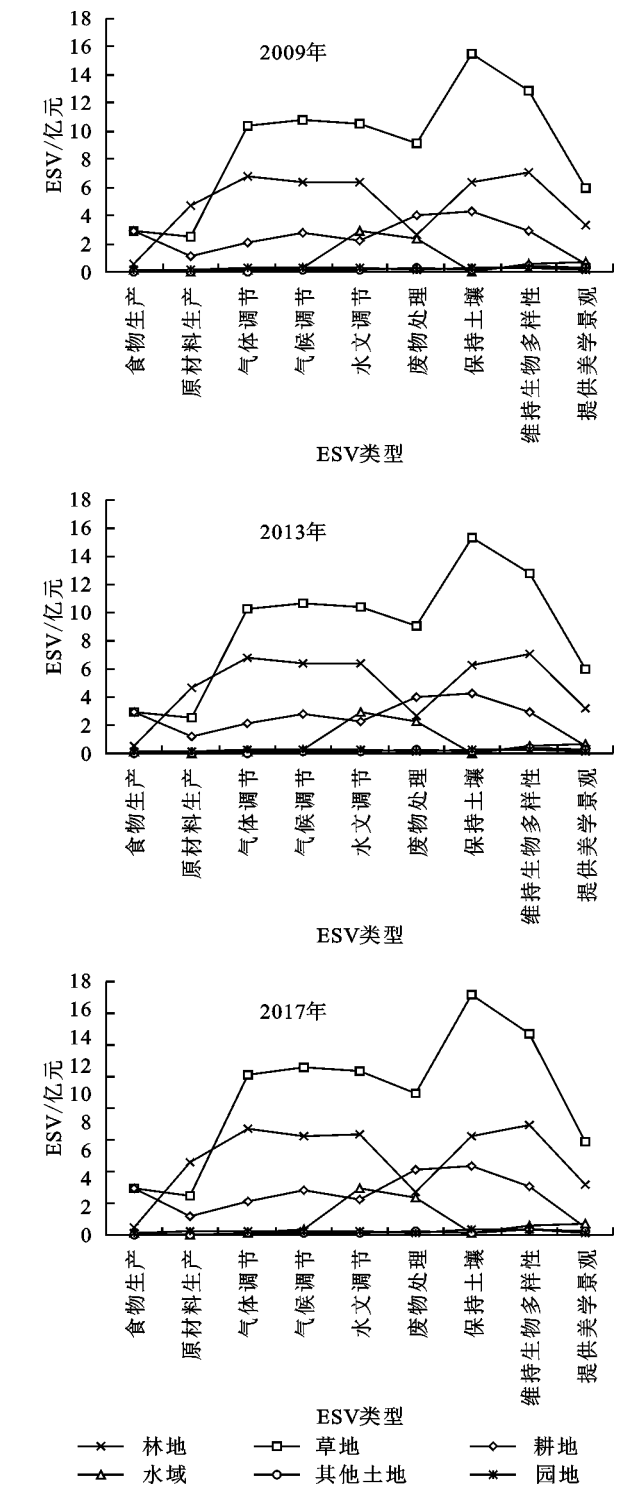 18
16
14
12
10
8
6
4
2
0
ESV/亿元
2009年
食物生产
原材料生产
气体调节
气候调节
水文调节
废物处理
保持土壤
维持生物多样性
提供美学景观
ESV类型
18
16
14
12
10
8
6
4
2
0
ESV/亿元
2013年
食物生产
原材料生产
气体调节
气候调节
水文调节
废物处理
保持土壤
维持生物多样性
提供美学景观
ESV类型
18
16
14
12
10
8
6
4
2
0
ESV/亿元
2017年
食物生产
原材料生产
气体调节
气候调节
水文调节
废物处理
保持土壤
维持生物多样性
提供美学景观
ESV类型
林地 草地 耕地
水域 其他土地 园地